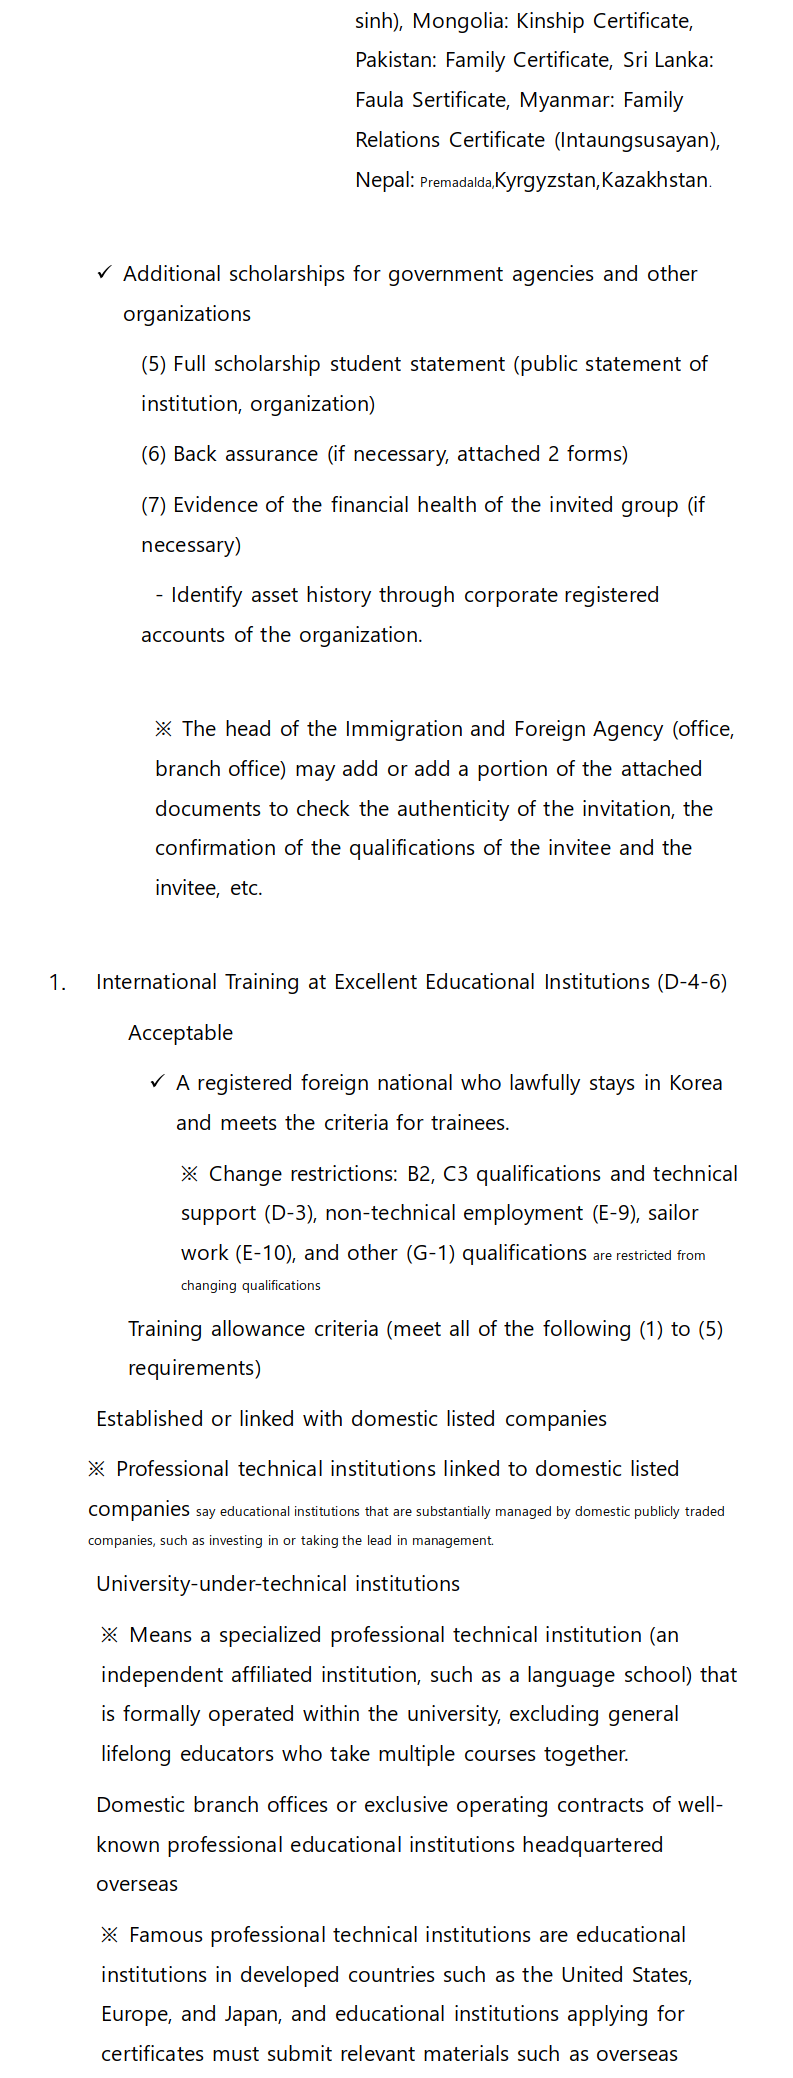 sinh), Mongolia: Kinship Certificate,
Pakistan: Family Certificate, Sri Lanka:
Faula Sertificate, Myanmar: Family
Relations Certificate (Intaungsusayan),
Nepal: Premadalda,Kyrgyzstan,Kazakhstan.
✓ Additional scholarships for government agencies and other
organizations
(5) Full scholarship student statement (public statement of
institution, organization)
(6) Back assurance (if necessary, attached 2 forms)
(7) Evidence of the financial health of the invited group (if
necessary)
- Identify asset history through corporate registered
accounts of the organization.
※ The head of the Immigration and Foreign Agency (office,
branch office) may add or add a portion of the attached
documents to check the authenticity of the invitation, the
confirmation of the qualifications of the invitee and the
invitee, etc.
1. International Training at Excellent Educational Institutions (D-4-6)
Acceptable
✓ A registered foreign national who lawfully stays in Korea
and meets the criteria for trainees.
※ Change restrictions: B2, C3 qualifications and technical
support (D-3), non-technical employment (E-9), sailor
work (E-10), and other (G-1) qualifications are restricted from
changing qualifications
Training allowance criteria (meet all of the following (1) to (5)
requirements)
Established or linked with domestic listed companies
※ Professional technical institutions linked to domestic listed
companies say educational institutions that are substantially managed by domestic publicly traded
companies, such as investing in or taking the lead in management.
University-under-technical institutions
※ Means a specialized professional technical institution (an
independent affiliated institution, such as a language school) that
is formally operated within the university, excluding general
lifelong educators who take multiple courses together.
Domestic branch offices or exclusive operating contracts of well-
known professional educational institutions headquartered
overseas
※ Famous professional technical institutions are educational
institutions in developed countries such as the United States,
Europe, and Japan, and educational institutions applying for
certificates must submit relevant materials such as overseas